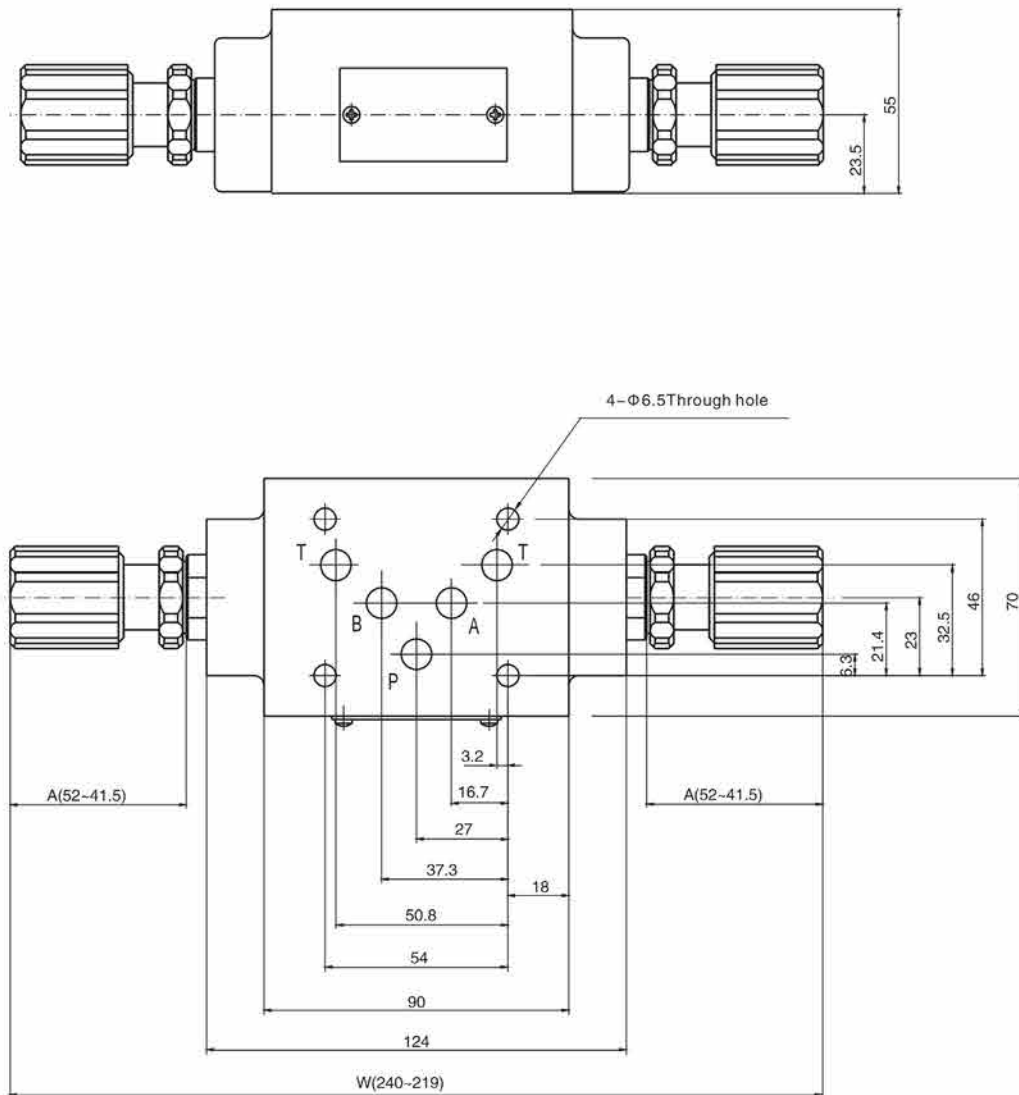 55
23.5
4-Φ6.5Through hole
T
T
B
A
P
6.3
21.4
23
32.5
46
70
3.2
16.7
27
37.3
18
50.8
54
90
124
A(52~41.5)
A(52~41.5)
W(240~219)